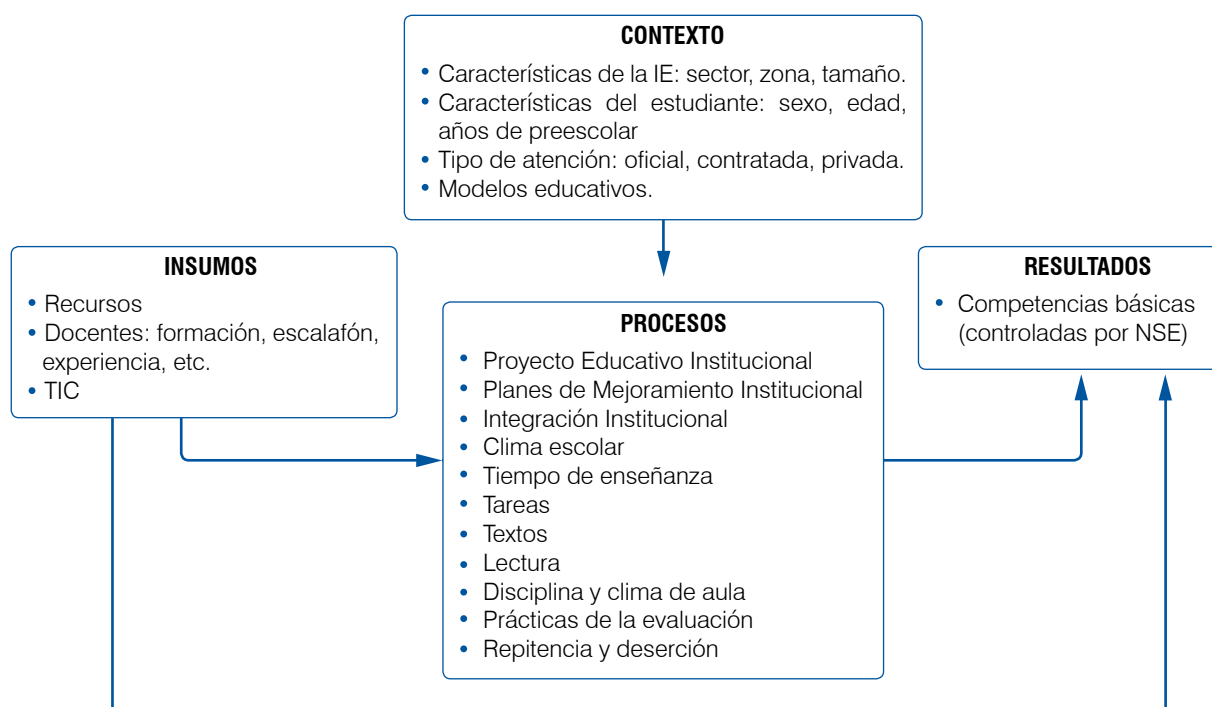 CONTEXTO
• Características de la IE: sector, zona, tamaño.
• Características del estudiante: sexo, edad,
años de preescolar
• Tipo de atención: oficial, contratada, privada.
• Modelos educativos.
INSUMOS
• Recursos
• Docentes: formación, escalafón,
experiencia, etc.
• TIC
PROCESOS
• Proyecto Educativo Institucional
• Planes de Mejoramiento Institucional
• Integración Institucional
• Clima escolar
• Tiempo de enseñanza
• Tareas
• Textos
• Lectura
• Disciplina y clima de aula
• Prácticas de la evaluación
• Repitencia y deserción
RESULTADOS
• Competencias básicas
(controladas por NSE)